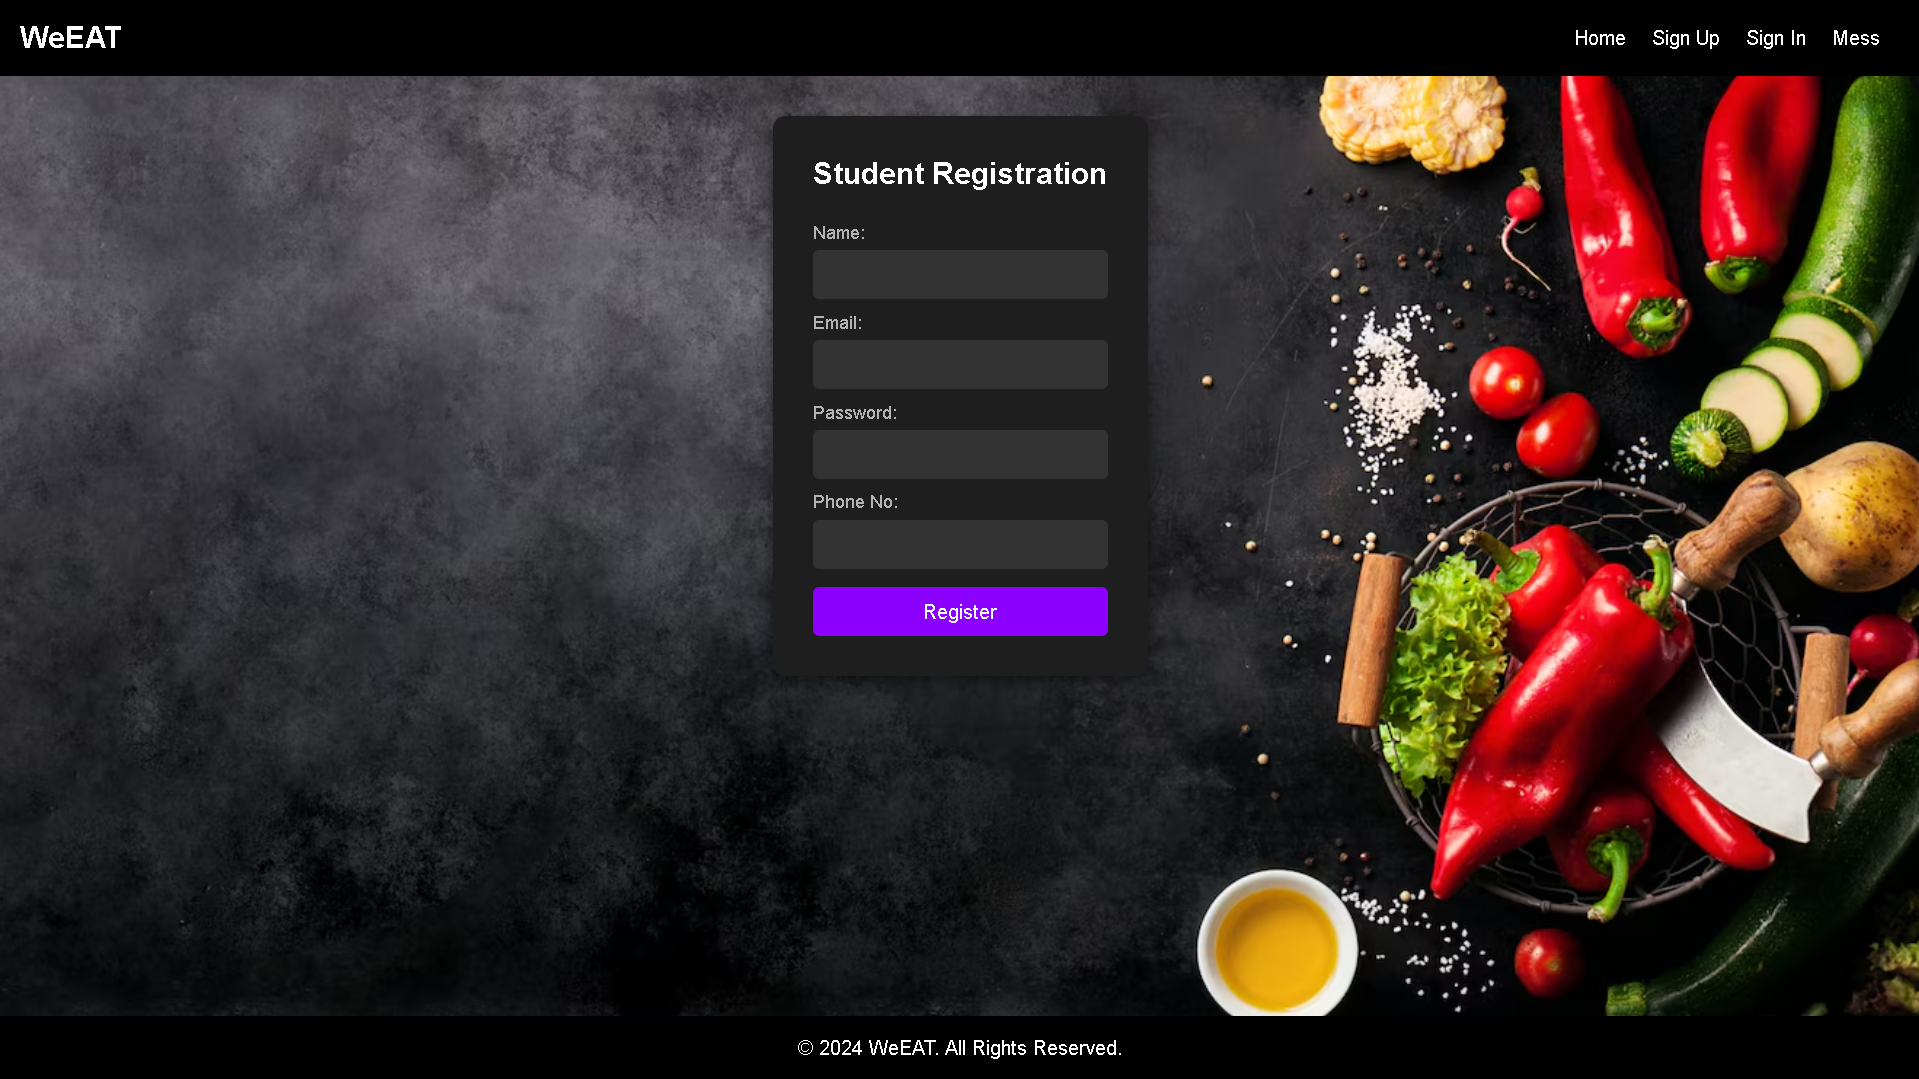 WeEAT
Home Sign Up Sign In Mess
Student Registration
Name:
Email:
Password:
Phone No:
Register
© 2024 WeEAT. All Rights Reserved.